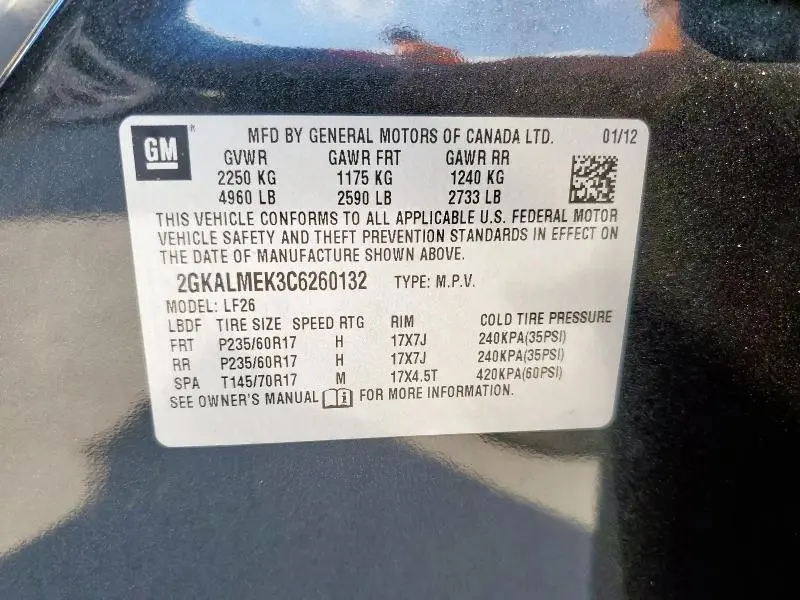 GM ® MFD BY GENERAL MOTORS OF CANADA LTD. 01/12
GVWR GAWR FRT GAWR RR
2250 KG 1175 KG 1240 KG
4960 LB 2590 LB 2733 LB
THIS VEHICLE CONFORMS TO ALL APPLICABLE U.S. FEDERAL MOTOR
VEHICLE SAFETY AND THEFT PREVENTION STANDARDS IN EFFECT ON
THE DATE OF MANUFACTURE SHOWN ABOVE.
2GKALMEK3C6260132 TYPE: M.P.V.
MODEL: LF26
LBDF TIRE SIZE SPEED RTG RIM COLD TIRE PRESSURE
FRT P235/60R17 H 17X7J 240KPA(35PSI)
RR P235/60R17 H 17X7J 240KPA(35PSI)
SPA T145/70R17 M 17X4.5T 420KPA(60PSI)
SEE OWNER'S MANUAL i FOR MORE INFORMATION.